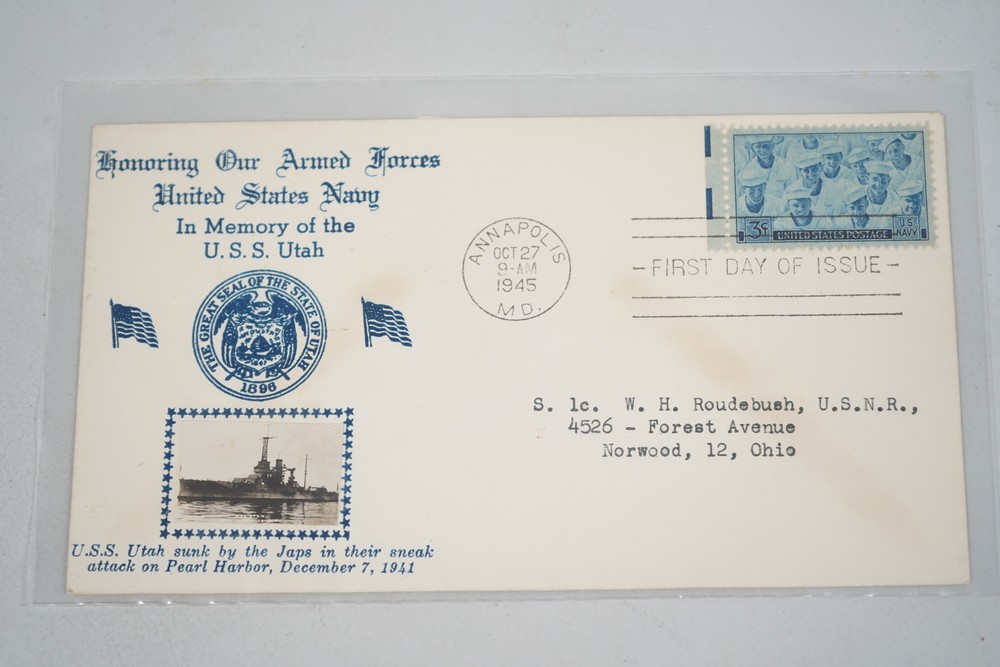 Honoring Our Armed Forces
United States Navy
In Memory of the
U.S.S. Utah
THE GREAT SEAL OF THE STATE OF UTAH
1896
U.S.S. Utah sunk by the Japs in their sneak
attack on Pearl Harbor, December 7, 1941
ANNAPOLIS
OCT 27
9-AM
1945
MD.
3¢
UNITED STATES POSTAGE
U.S.
NAVY
- FIRST DAY OF ISSUE -
S. 1c. W. H. Roudebush, U.S.N.R.,
4526 - Forest Avenue
Norwood, 12, Ohio